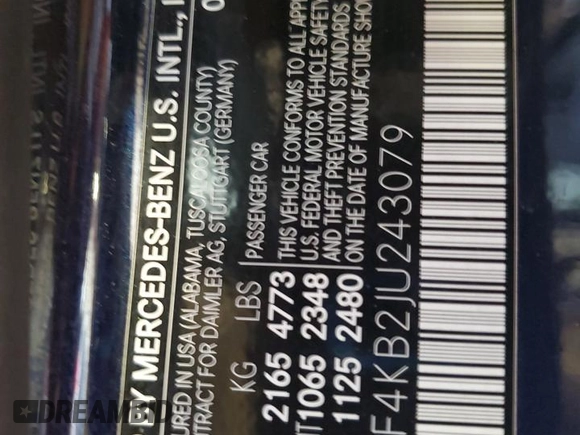 Y MERCEDES-BENZ U.S. INTL., I
URED IN USA (ALABAMA, TUSCALOOSA COUNTY)
TRACT FOR DAIMLER AG, STUTTGART (GERMANY)
KG LBS PASSENGER CAR
2165 4773 THIS VEHICLE CONFORMS TO ALL APP
1065 2348 U.S. FEDERAL MOTOR VEHICLE SAFETY
1125 2480 AND THEFT PREVENTION STANDARDS
ON THE DATE OF MANUFACTURE SHOW
F4KB2JU243079
DREAMBID